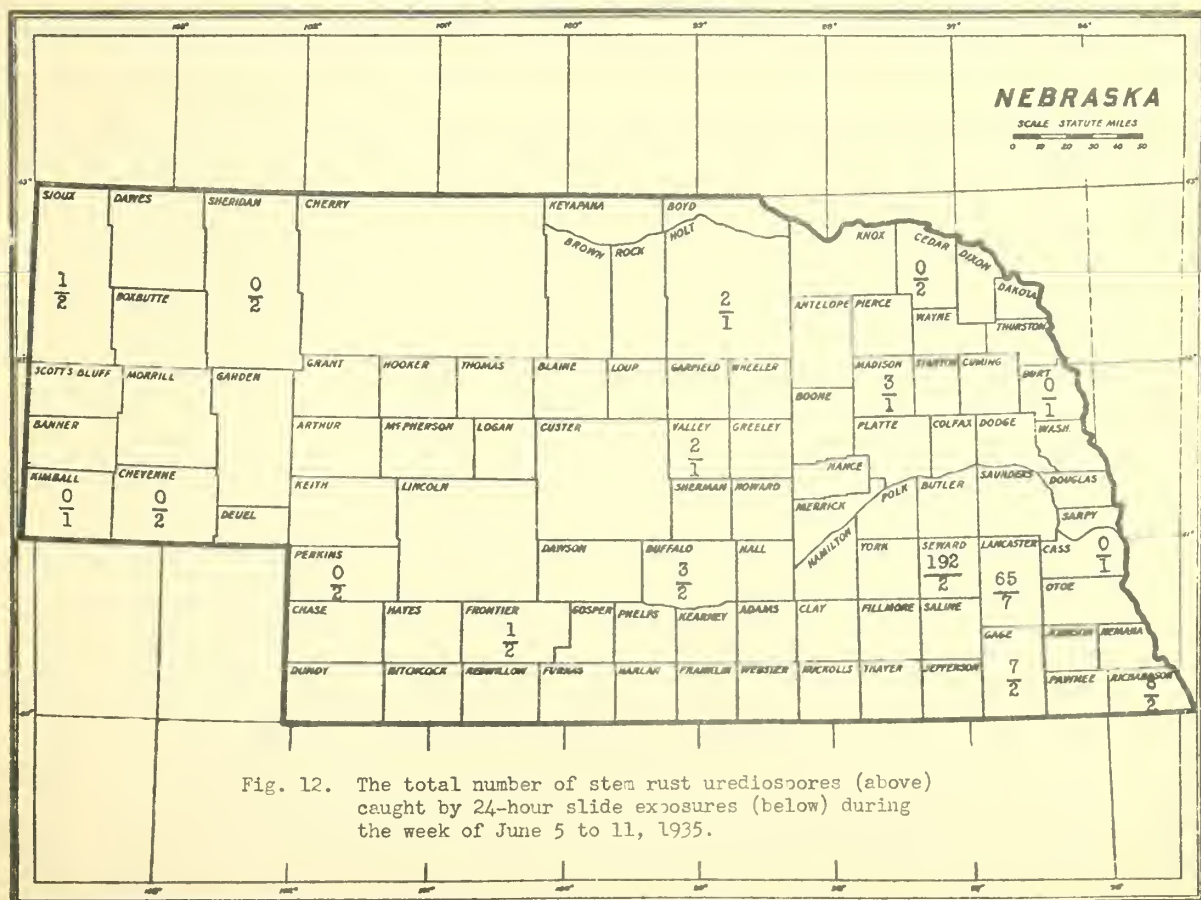 NEBRASKA
SCALE STATUTE MILES
0 10 20 30 40 50
SIOUX DAWES SHERIDAN CHERRY KEYAPAHA BOYD
BROWN ROCK HOLT KNOX CEDAR DIXON
1/2 0/2 2/1 0/2
BOXBUTTE ANTELOPE PIERCE DAKOTA
WAYNE THURSTON
SCOTTS BLUFF MORRILL GARDEN GRANT HOOKER THOMAS BLAINE LOUP GARFIELD WHEELER MADISON STANTON CUMING BURT
3/1 0/1
BOONE
BANNER ARTHUR McPHERSON LOGAN CUSTER VALLEY GREELEY PLATTE COLFAX DODGE WASH.
2/1
NANCE
KIMBALL CHEYENNE KEITH LINCOLN SHERMAN HOWARD MERRICK POLK BUTLER SAUNDERS DOUGLAS
0/1 0/2
DEUEL SARPY
PERKINS DAWSON BUFFALO HALL HAMILTON YORK SEWARD LANCASTER CASS
0/2 3/2 192/2 65/7 0/1
OTOE
CHASE HAYES FRONTIER GOSPER PHELPS KEARNEY ADAMS CLAY FILLMORE SALINE
1/2
GAGE JOHNSON NEMAHA
7/2
DUNDY HITCHCOCK REDWILLOW FURNAS HARLAN FRANKLIN WEBSTER NUCKOLLS THAYER JEFFERSON PAWNEE RICHARDSON
Fig. 12. The total number of stem rust urediospores (above)
caught by 24-hour slide exposures (below) during
the week of June 5 to 11, 1935.